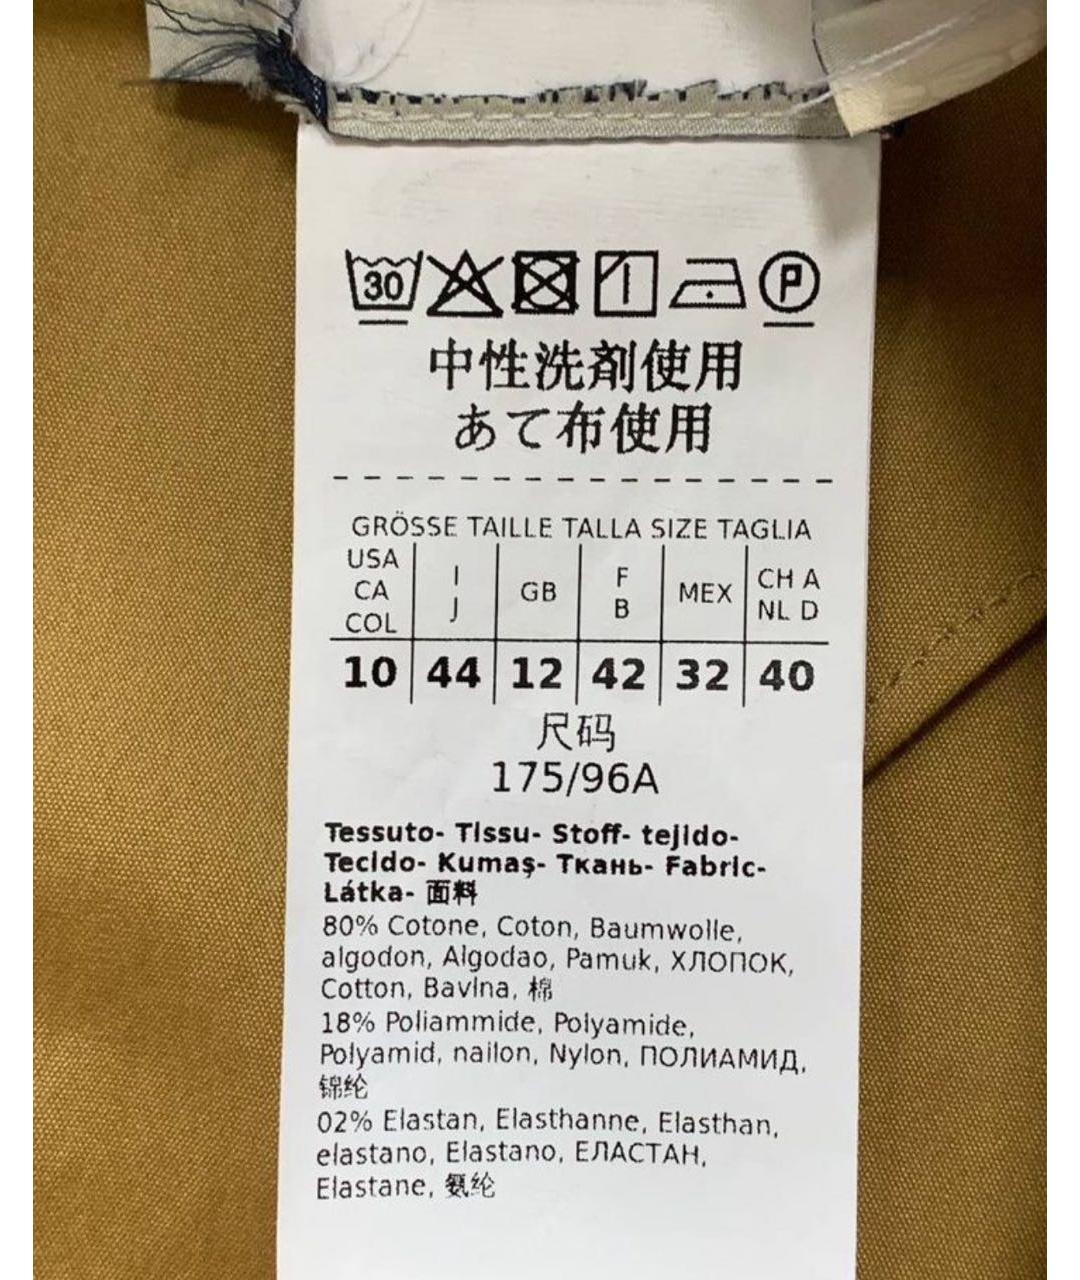 30 P
中性洗剤使用
あて布使用
GRÖSSE TAILLE TALLA SIZE TAGLIA
USA CA COL I J GB F B MEX CH A NL D
10 44 12 42 32 40
尺码
175/96A
Tessuto- Tissu- Stoff- tejido-
Tecido- Kumaş- Ткань- Fabric-
Látka- 面料
80% Cotone, Coton, Baumwolle,
algodon, Algodao, Pamuk, ХЛОПОК,
Cotton, Bavlna, 棉
18% Poliammide, Polyamide,
Polyamid, nailon, Nylon, ПОЛИАМИД,
锦纶
02% Elastan, Elasthanne, Elasthan,
elastano, Elastano, ЕЛАСТАН,
Elastane, 氨纶